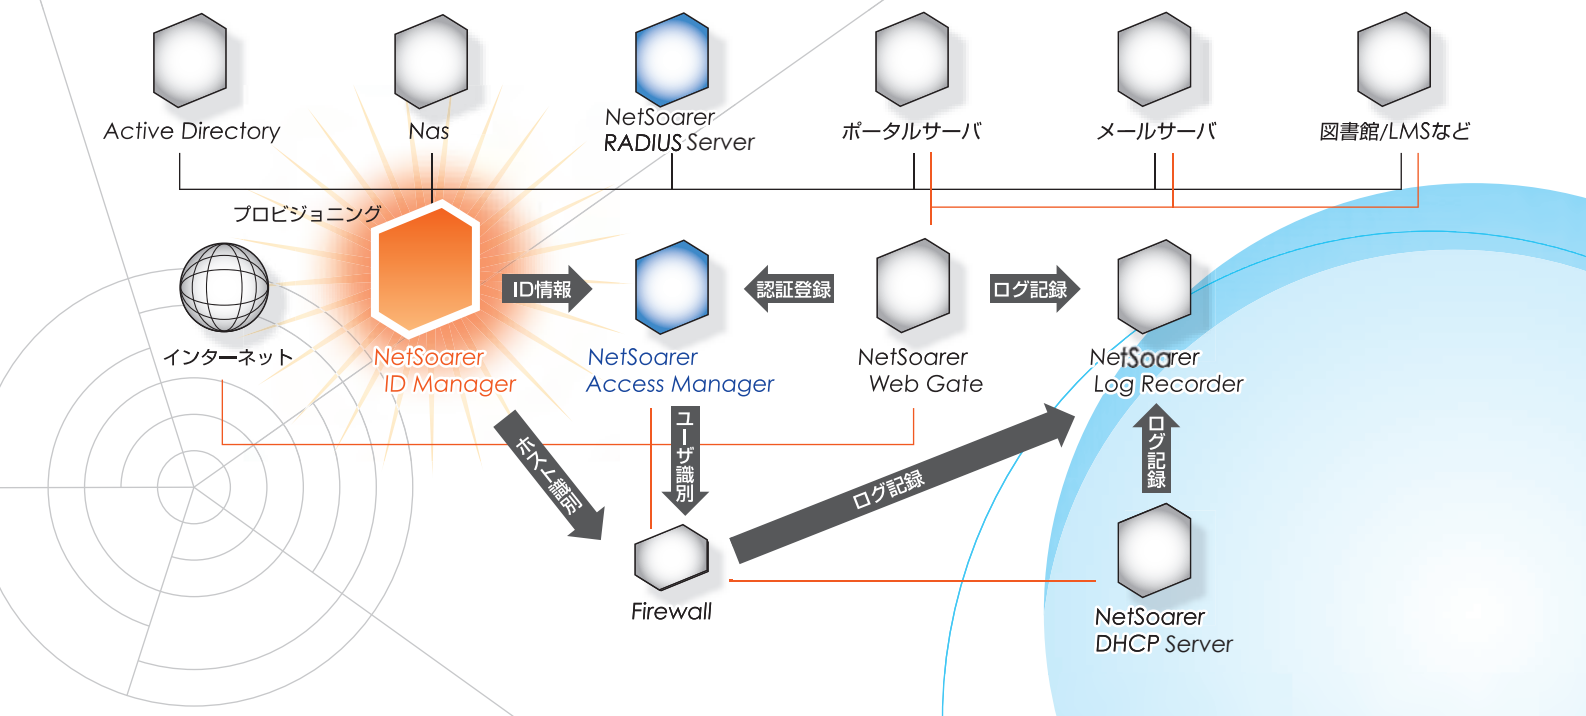 Active Directory
Nas
NetSoarer
RADIUS Server
ポータルサーバ
メールサーバ
図書館/LMSなど
プロビジョニング
インターネット
NetSoarer
ID Manager
ID情報
NetSoarer
Access Manager
認証登録
NetSoarer
Web Gate
ログ記録
NetSoarer
Log Recorder
ホスト識別
ユーザ識別
ログ記録
ログ記録
Firewall
NetSoarer
DHCP Server